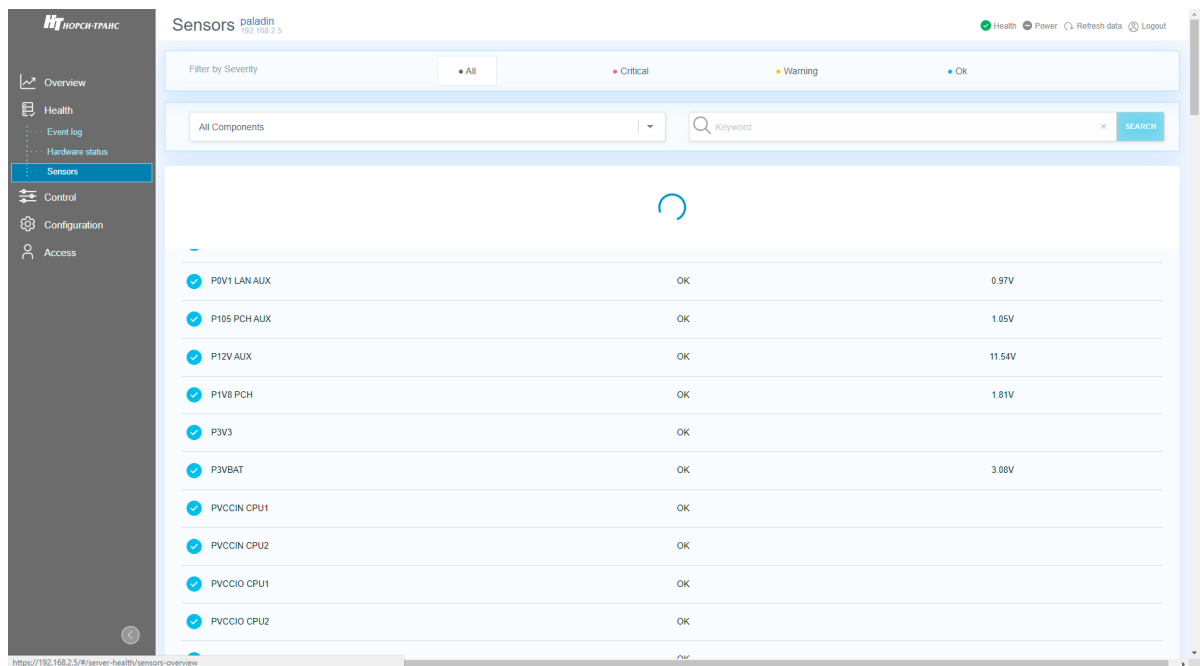 НТ НОРСИ-ТРАНС
Sensors paladin
192.168.2.5
Health Power Refresh data Logout
Overview
Health
Event log
Hardware status
Sensors
Control
Configuration
Access
Filter by Severity All Critical Warning Ok
All Components Keyword × SEARCH
P0V1 LAN AUX OK 0.97V
P105 PCH AUX OK 1.05V
P12V AUX OK 11.54V
P1V8 PCH OK 1.81V
P3V3 OK
P3VBAT OK 3.08V
PVCCIN CPU1 OK
PVCCIN CPU2 OK
PVCCIO CPU1 OK
PVCCIO CPU2 OK
OK
https://192.168.2.5/#/server-health/sensors-overview